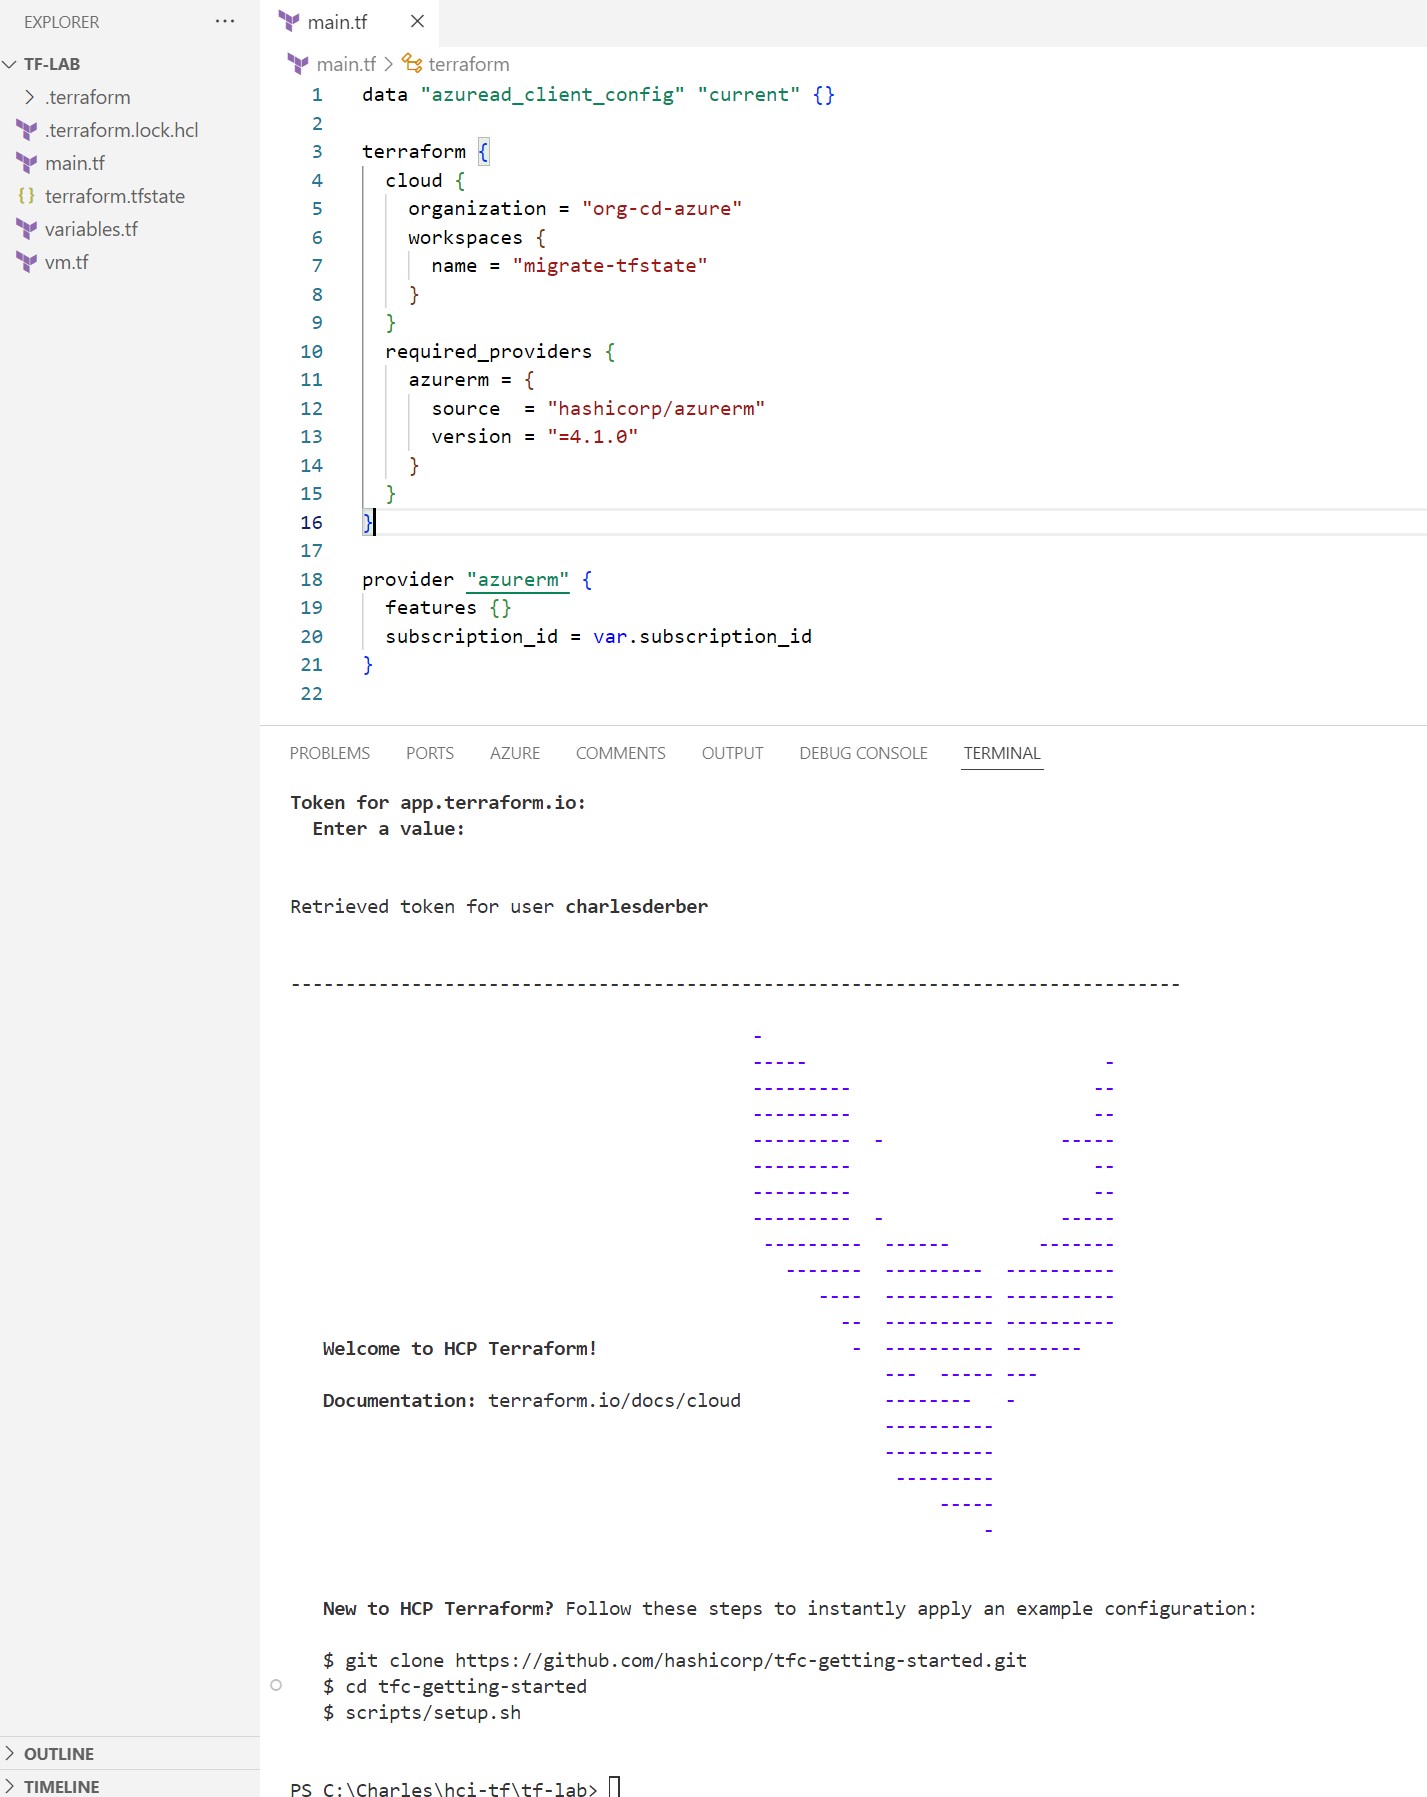 EXPLORER
···
TF-LAB
.terraform
.terraform.lock.hcl
main.tf
{} terraform.tfstate
variables.tf
vm.tf
OUTLINE
TIMELINE
main.tf
main.tf > terraform
1 data "azuread_client_config" "current" {}
2
3 terraform {
4   cloud {
5     organization = "org-cd-azure"
6     workspaces {
7       name = "migrate-tfstate"
8     }
9   }
10   required_providers {
11     azurerm = {
12       source  = "hashicorp/azurerm"
13       version = "=4.1.0"
14     }
15   }
16 }
17
18 provider "azurerm" {
19   features {}
20   subscription_id = var.subscription_id
21 }
22
PROBLEMS PORTS AZURE COMMENTS OUTPUT DEBUG CONSOLE TERMINAL
Token for app.terraform.io:
Enter a value:
Retrieved token for user charlesderber
---------------------------------------------------------------------------------
Welcome to HCP Terraform!
Documentation: terraform.io/docs/cloud
New to HCP Terraform? Follow these steps to instantly apply an example configuration:
$ git clone https://github.com/hashicorp/tfc-getting-started.git
$ cd tfc-getting-started
$ scripts/setup.sh
PS C:\Charles\hci-tf\tf-lab>